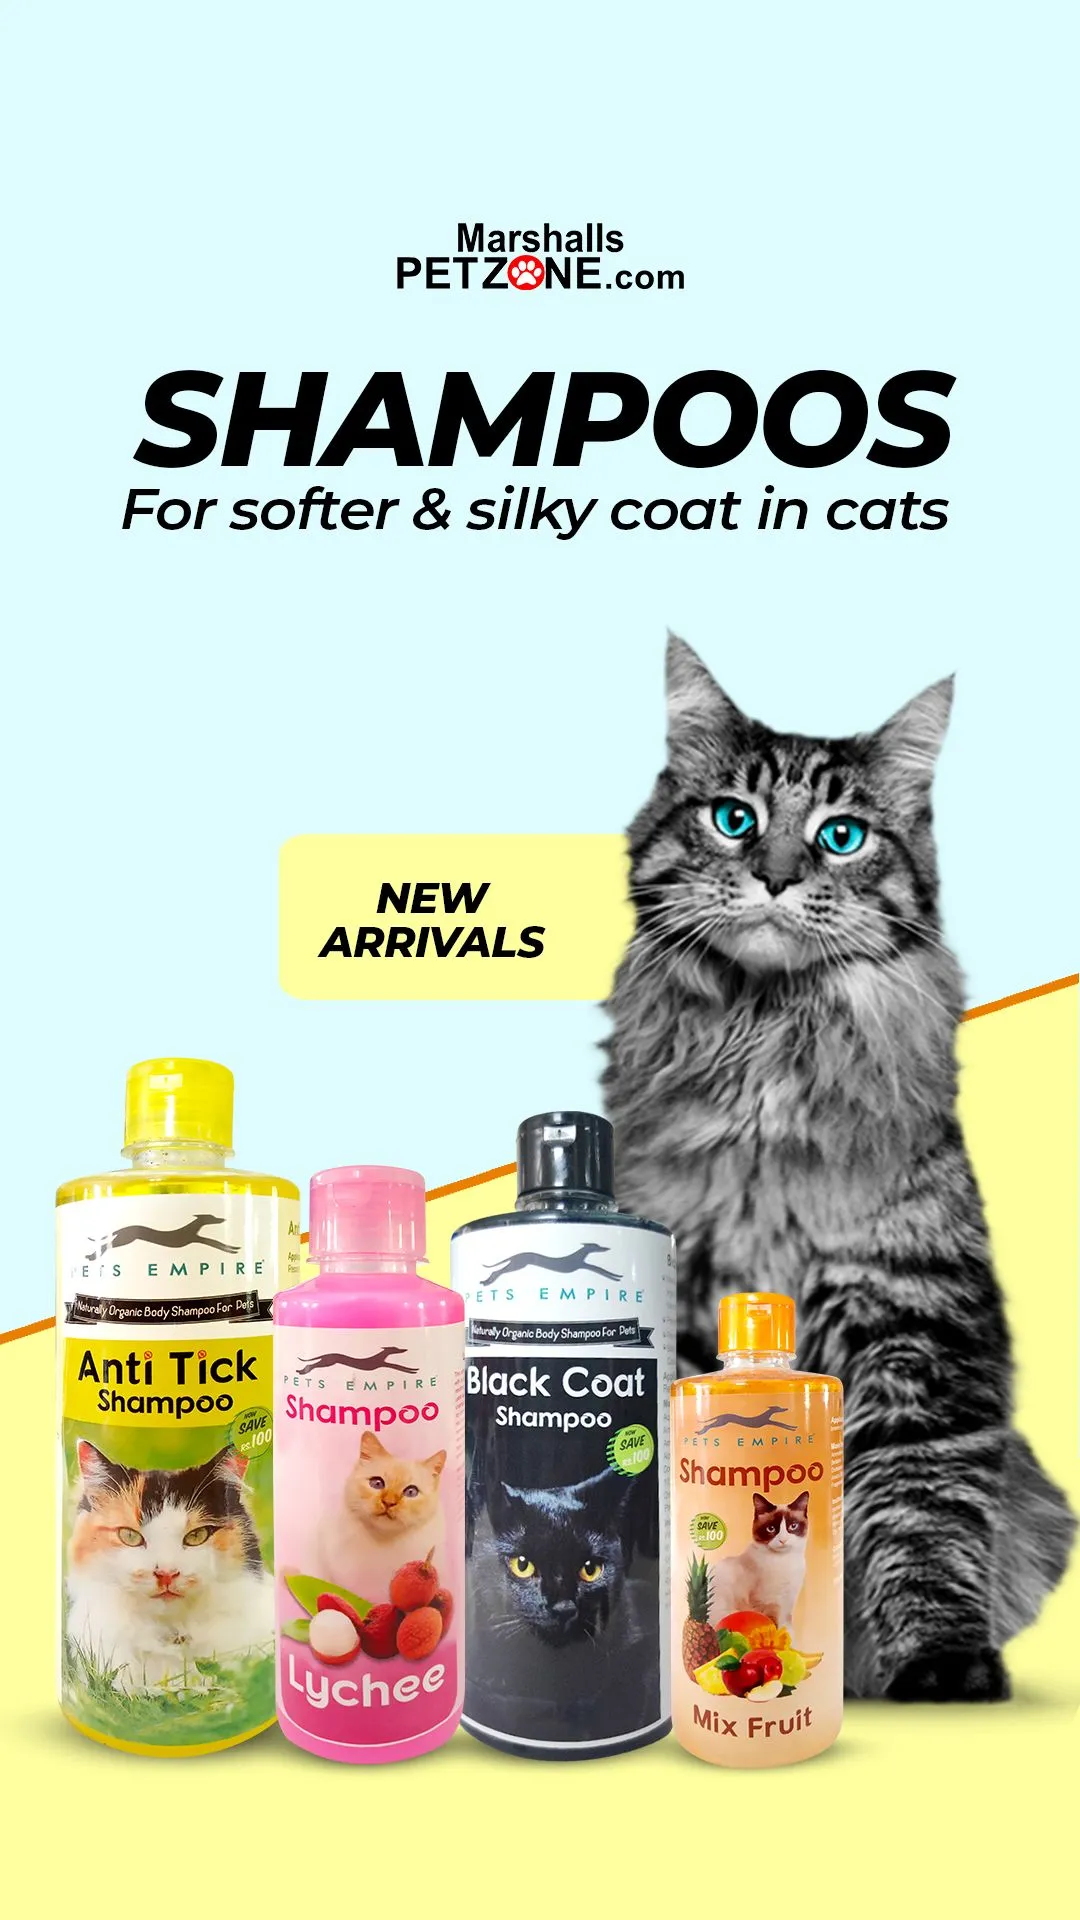 Marshalls
PETZONE.com
SHAMPOOS
For softer & silky coat in cats
NEW
ARRIVALS
PETS EMPIRE
Naturally Organic Body Shampoo For Pets
Anti Tick
Shampoo
NOW
SAVE
RS.100
PETS EMPIRE
Shampoo
Lychee
PETS EMPIRE
Naturally Organic Body Shampoo For Pets
Black Coat
Shampoo
NOW
SAVE
RS.100
PETS EMPIRE
Shampoo
NOW
SAVE
RS.100
Mix Fruit